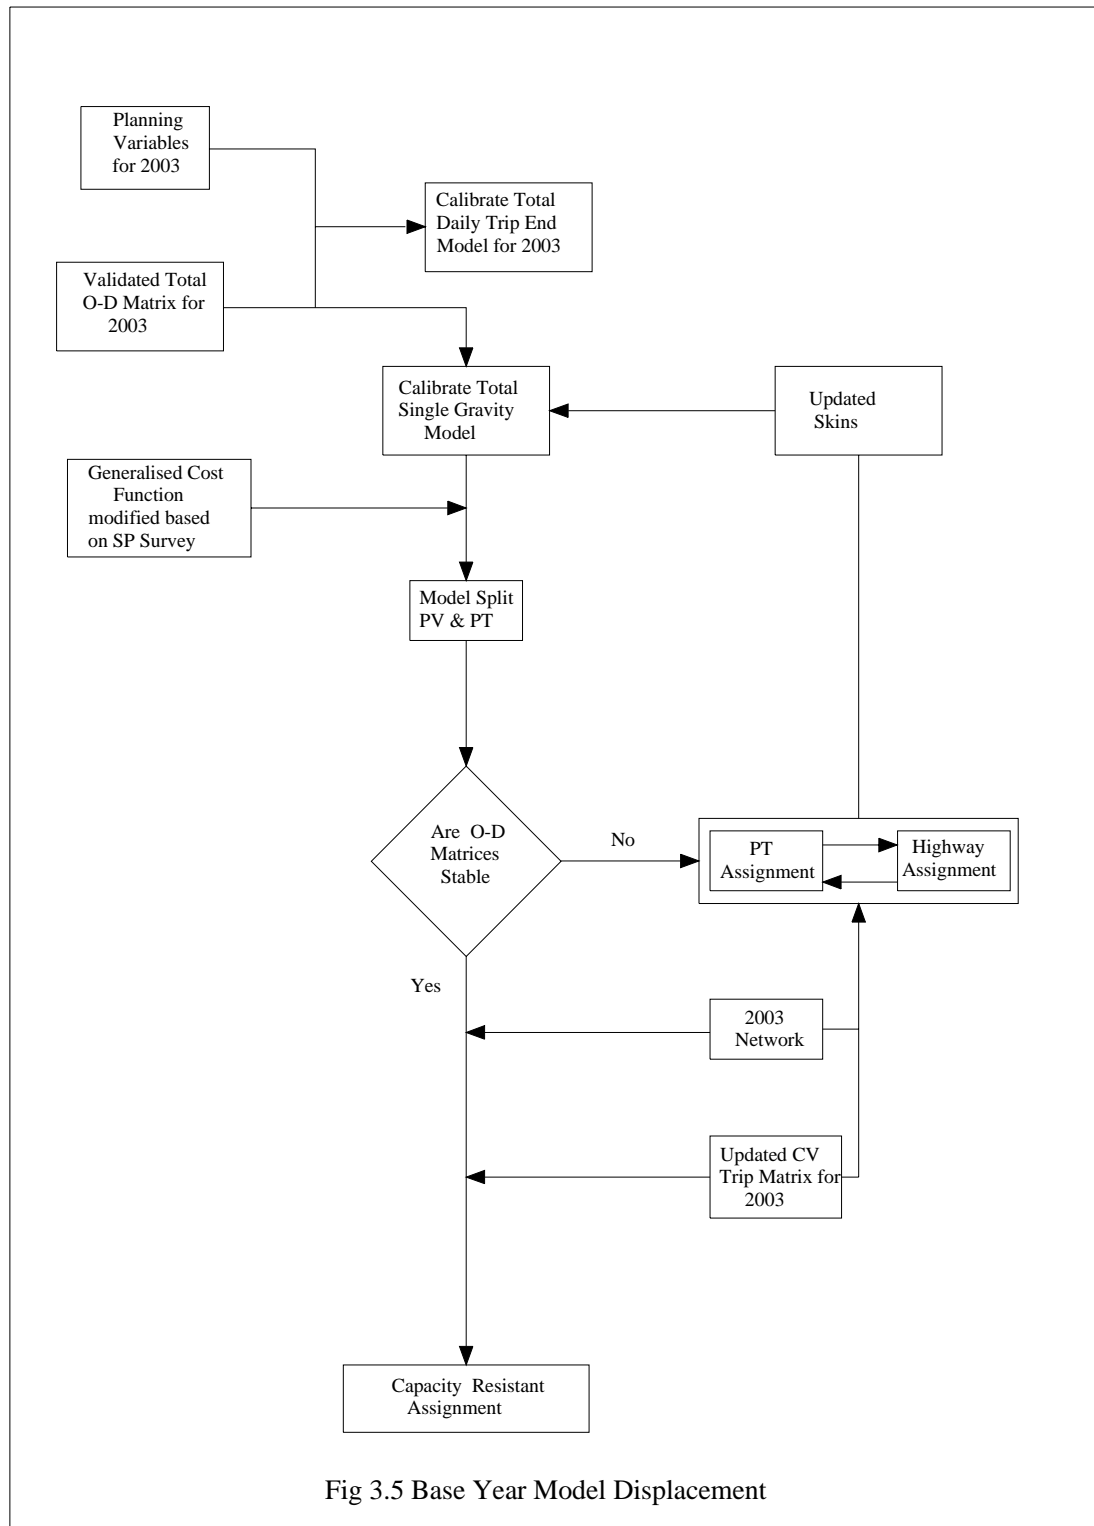 Planning
Variables
for 2003
Calibrate Total
Daily Trip End
Model for 2003
Validated Total
O-D Matrix for
2003
Calibrate Total
Single Gravity
Model
Updated
Skins
Generalised Cost
Function
modified based
on SP Survey
Model Split
PV & PT
Are O-D
Matrices
Stable
No
PT
Assignment
Highway
Assignment
Yes
2003
Network
Updated CV
Trip Matrix for
2003
Capacity Resistant
Assignment
Fig 3.5 Base Year Model Displacement